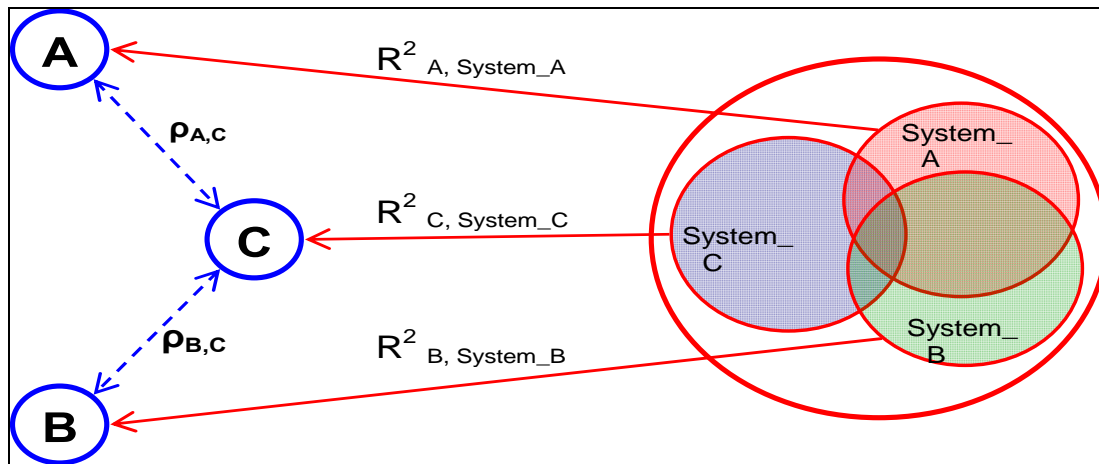 A
R² A, System_A
System_
A
ρA,C
C
R² C, System_C
System_
C
ρB,C
R² B, System_B
System_
B
B